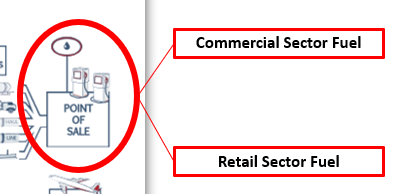 Commercial Sector Fuel
POINT
OF
SALE
Retail Sector Fuel